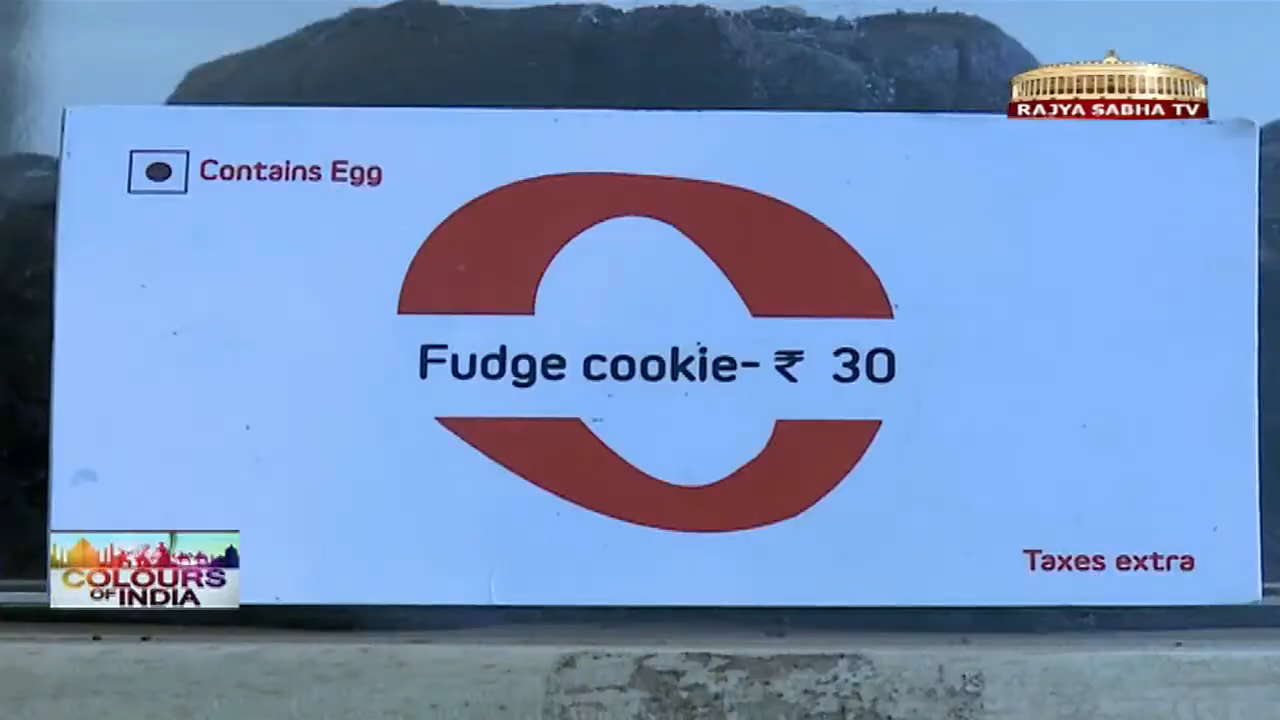 RAJYA SABHA TV
Contains Egg
Fudge cookie- ₹ 30
Taxes extra
COLOURS
OF INDIA